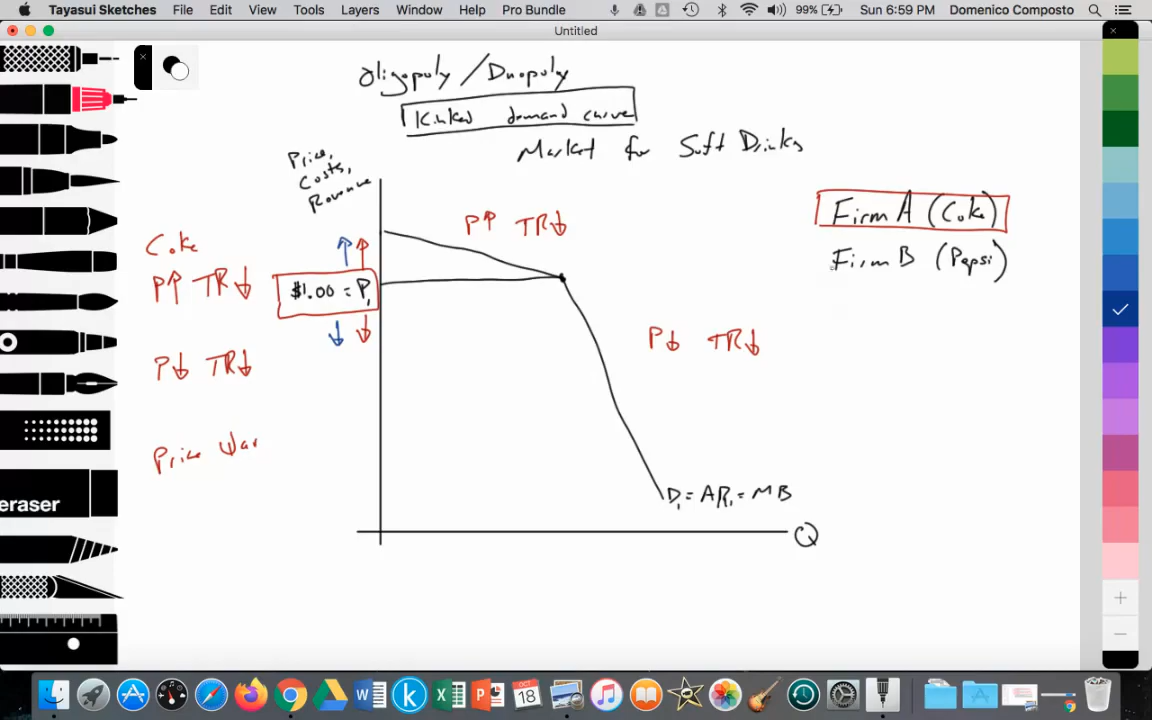 Tayasui Sketches File Edit View Tools Layers Window Help Pro Bundle 99% Sun 6:59 PM Domenico Composto
Untitled
Oligopoly / Duopoly
Kinked demand curve
Market for Soft Drinks
Price,
Costs,
Revenue
Firm A (Coke)
Firm B (Pepsi)
P↑ TR↓
Coke
P↑ TR↓
$1.00 = P1
P↓ TR↓
P↓ TR↓
Price War
D1 = AR1 = MB
Q
eraser
OCT
18